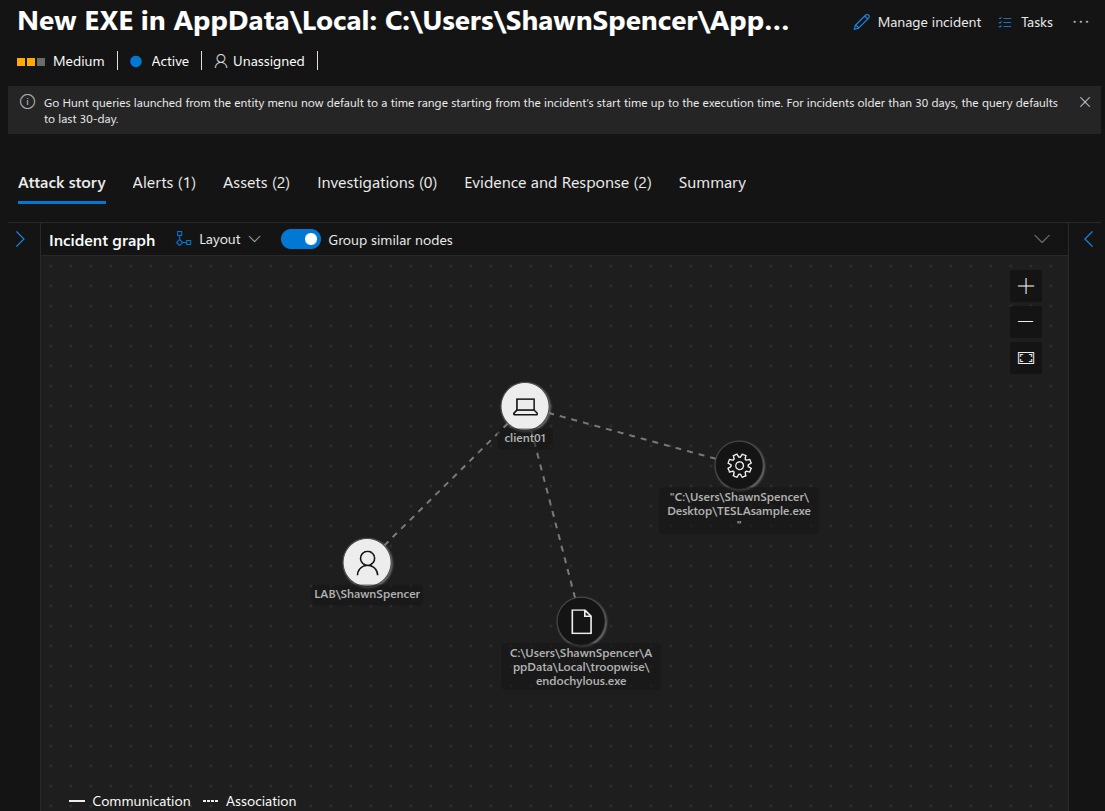 New EXE in AppData\Local: C:\Users\ShawnSpencer\App...
Manage incident
Tasks
Medium
Active
Unassigned
Go Hunt queries launched from the entity menu now default to a time range starting from the incident's start time up to the execution time. For incidents older than 30 days, the query defaults
to last 30-day.
Attack story
Alerts (1)
Assets (2)
Investigations (0)
Evidence and Response (2)
Summary
Incident graph
Layout
Group similar nodes
client01
"C:\Users\ShawnSpencer\
Desktop\TESLAsample.exe
"
LAB\ShawnSpencer
C:\Users\ShawnSpencer\A
ppData\Local\troopwise\
endochylous.exe
Communication
Association